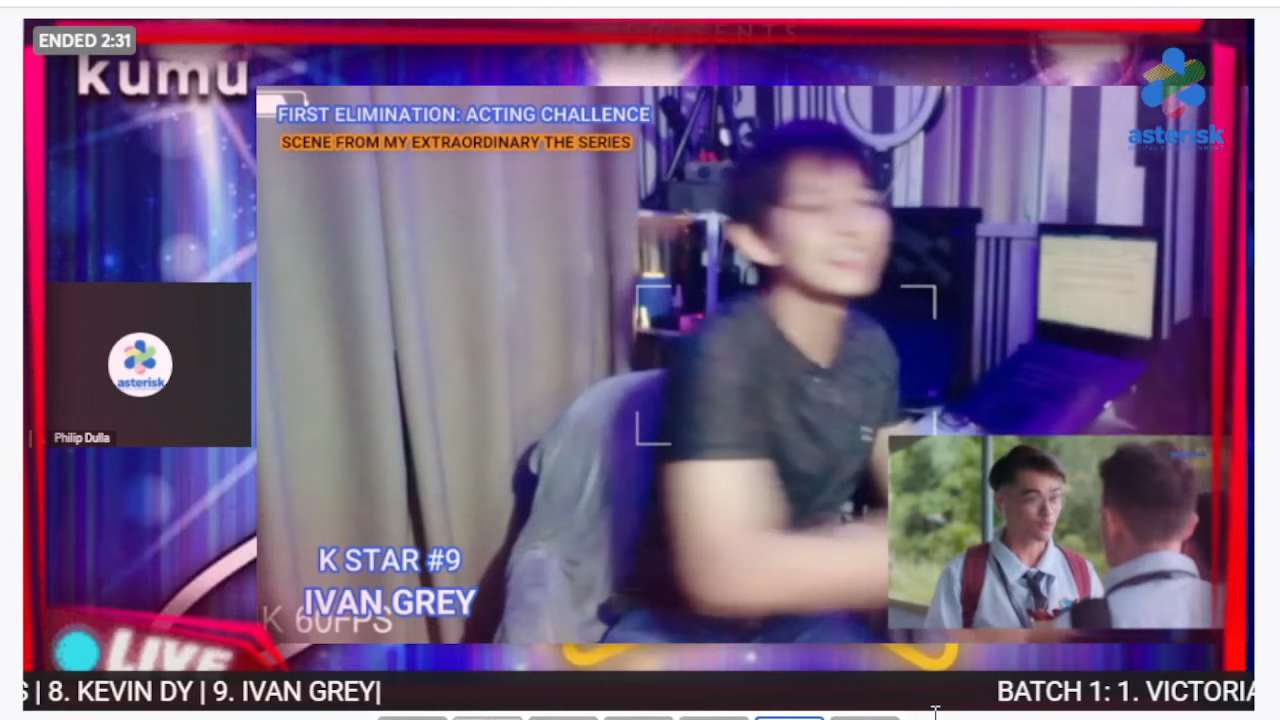 ENDED 2:31
kumu
asterisk
FIRST ELIMINATION: ACTING CHALLENGE
SCENE FROM MY EXTRAORDINARY THE SERIES
asterisk
Philip Dulla
K STAR #9
IVAN GREY
K 60FPS
LIVE
S | 8. KEVIN DY | 9. IVAN GREY|
BATCH 1: 1. VICTORIA